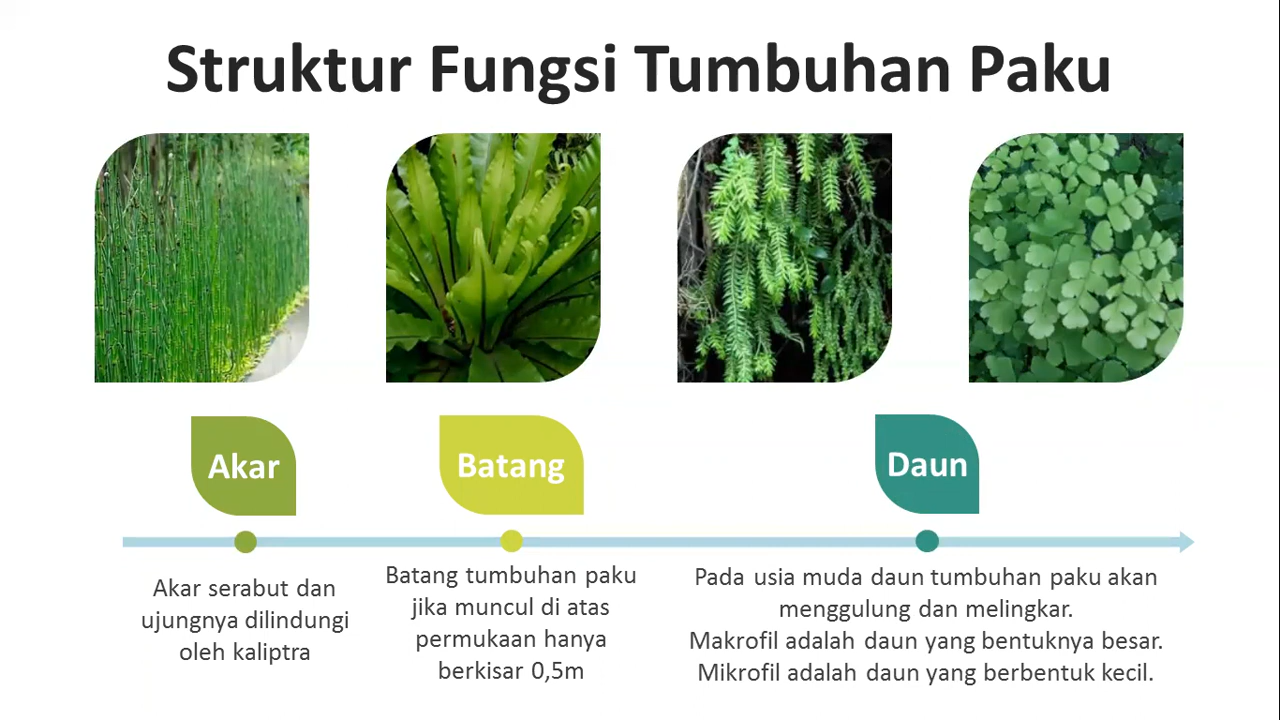 Struktur Fungsi Tumbuhan Paku
Akar
Batang
Daun
Akar serabut dan
ujungnya dilindungi
oleh kaliptra
Batang tumbuhan paku
jika muncul di atas
permukaan hanya
berkisar 0,5m
Pada usia muda daun tumbuhan paku akan
menggulung dan melingkar.
Makrofil adalah daun yang bentuknya besar.
Mikrofil adalah daun yang berbentuk kecil.